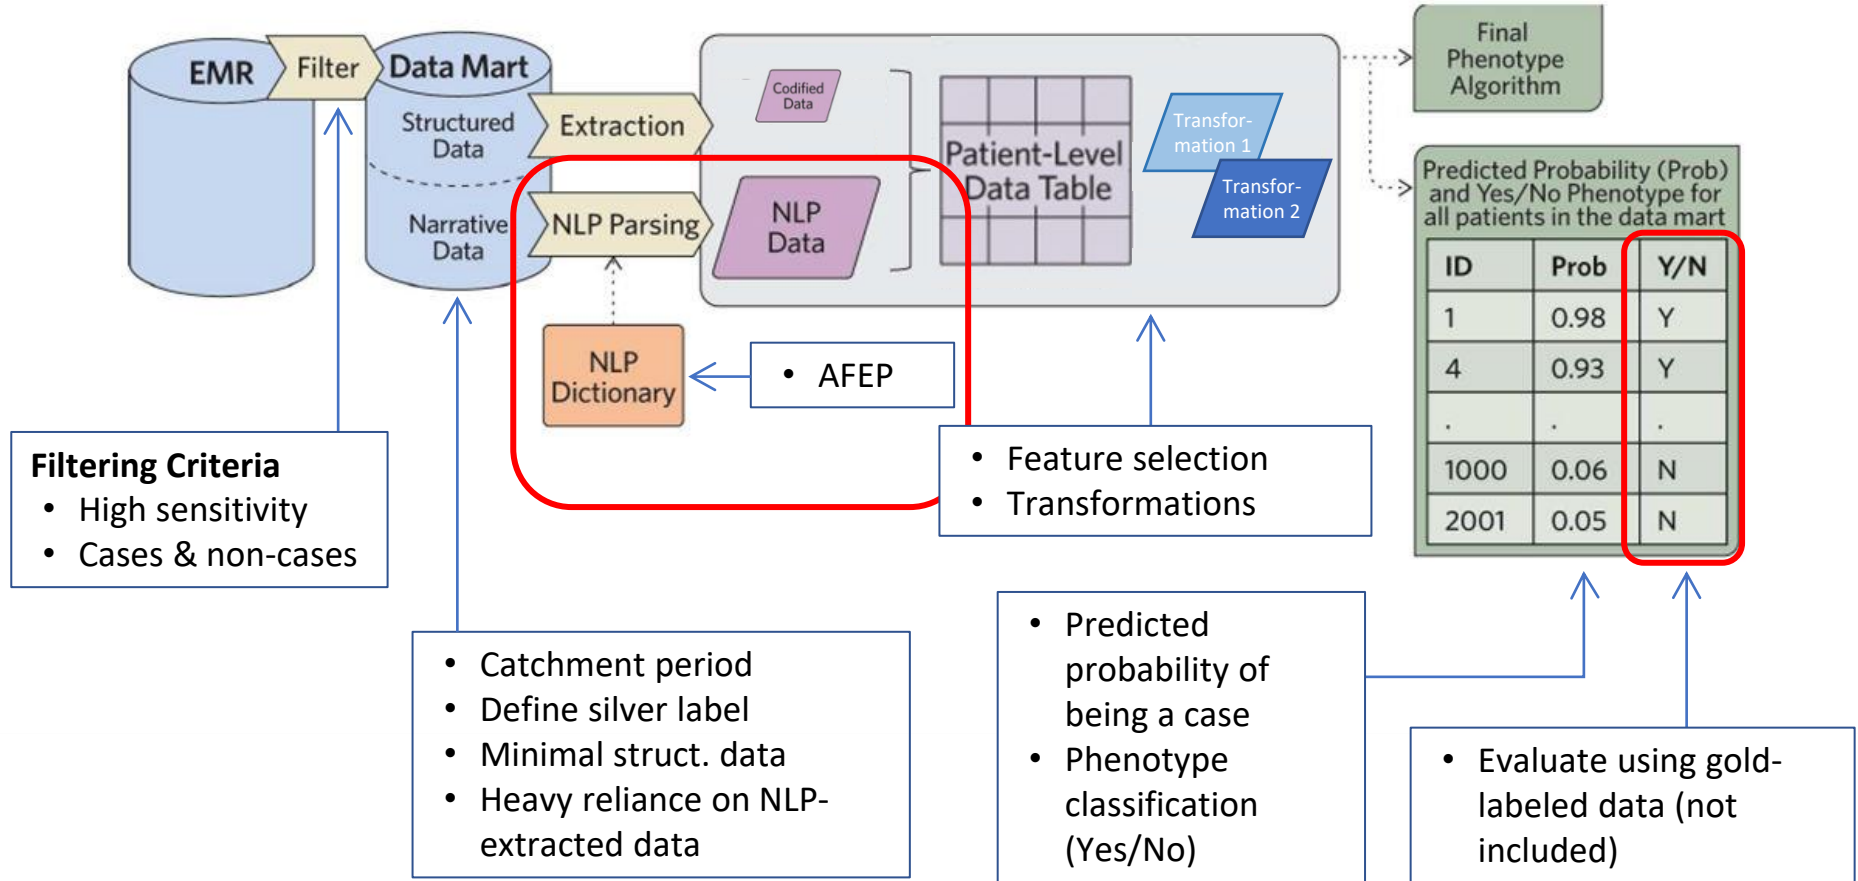 EMR
Filter
Data Mart
Structured
Data
Narrative
Data
Extraction
NLP Parsing
NLP
Dictionary
• AFEP
Codified
Data
NLP
Data
Patient-Level
Data Table
Transfor-
mation 1
Transfor-
mation 2
Final
Phenotype
Algorithm
Predicted Probability (Prob)
and Yes/No Phenotype for
all patients in the data mart
ID Prob Y/N
1 0.98 Y
4 0.93 Y
. . .
1000 0.06 N
2001 0.05 N
Filtering Criteria
• High sensitivity
• Cases & non-cases
• Feature selection
• Transformations
• Catchment period
• Define silver label
• Minimal struct. data
• Heavy reliance on NLP-
extracted data
• Predicted
probability of
being a case
• Phenotype
classification
(Yes/No)
• Evaluate using gold-
labeled data (not
included)